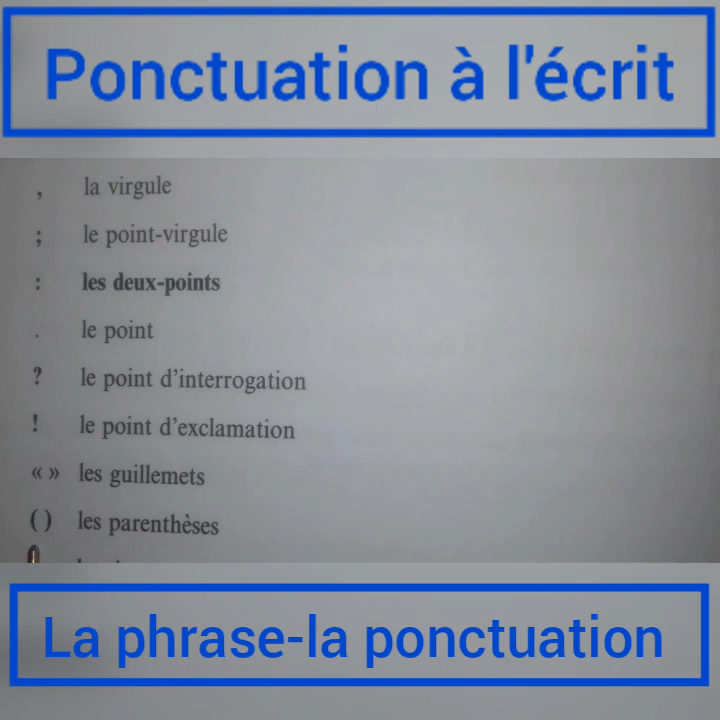 Ponctuation à l'écrit
, la virgule
; le point-virgule
: les deux-points
. le point
? le point d'interrogation
! le point d'exclamation
« » les guillemets
( ) les parenthèses
La phrase-la ponctuation